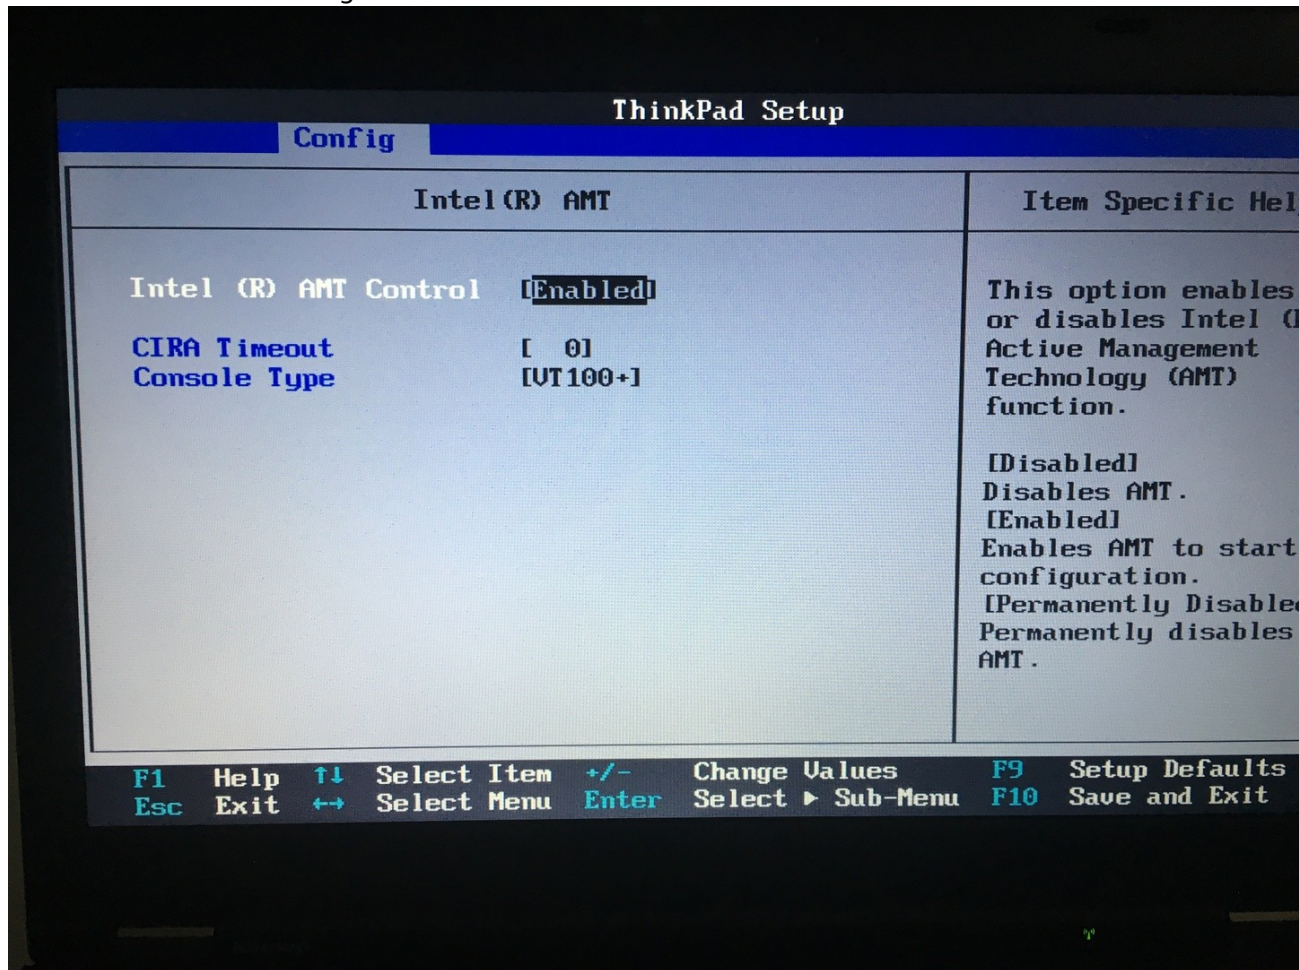 ThinkPad Setup
Config
Intel(R) AMT
Item Specific Hel
Intel (R) AMT Control [Enabled]
CIRA Timeout [ 0]
Console Type [VT100+]
This option enables
or disables Intel (
Active Management
Technology (AMT)
function.
[Disabled]
Disables AMT.
[Enabled]
Enables AMT to start
configuration.
[Permanently Disable
Permanently disables
AMT.
F1 Help ↑↓ Select Item +/- Change Values F9 Setup Defaults
Esc Exit ←→ Select Menu Enter Select ▶ Sub-Menu F10 Save and Exit